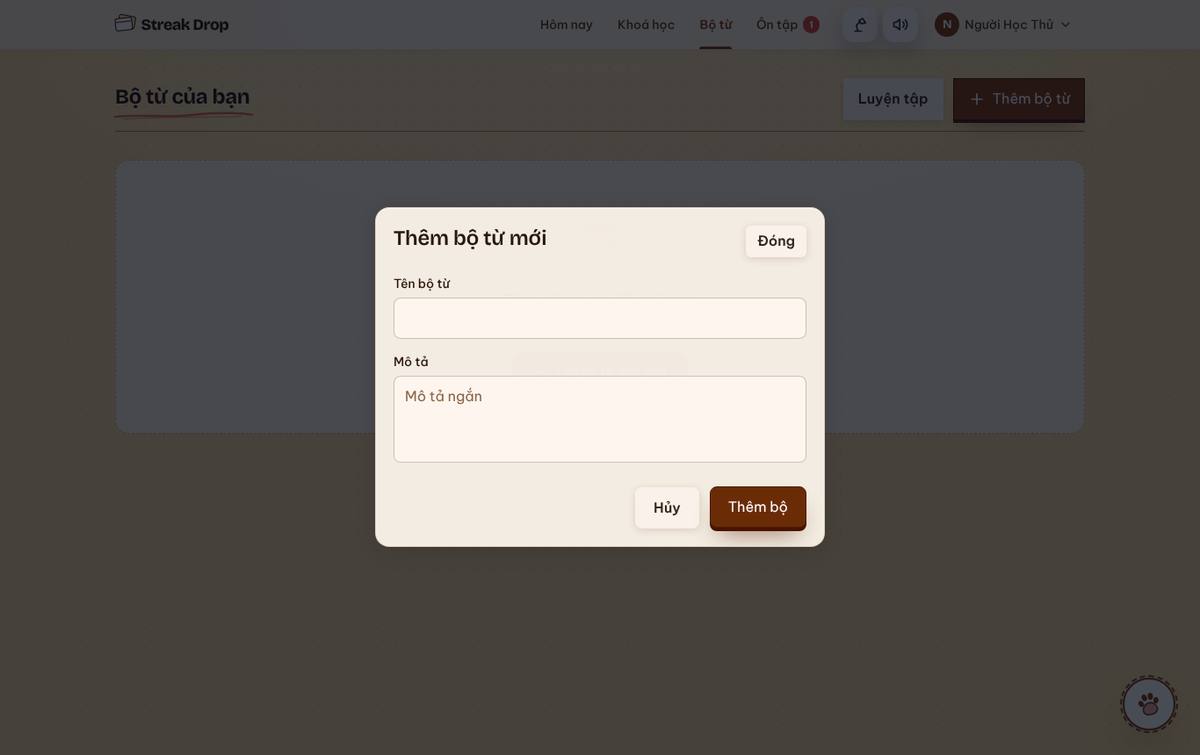 Streak Drop
Hôm nay
Khoá học
Bộ từ
Ôn tập 1
N Người Học Thử
Bộ từ của bạn
Luyện tập
+ Thêm bộ từ
Thêm bộ từ mới
Đóng
Tên bộ từ
Mô tả
Mô tả ngắn
Hủy
Thêm bộ